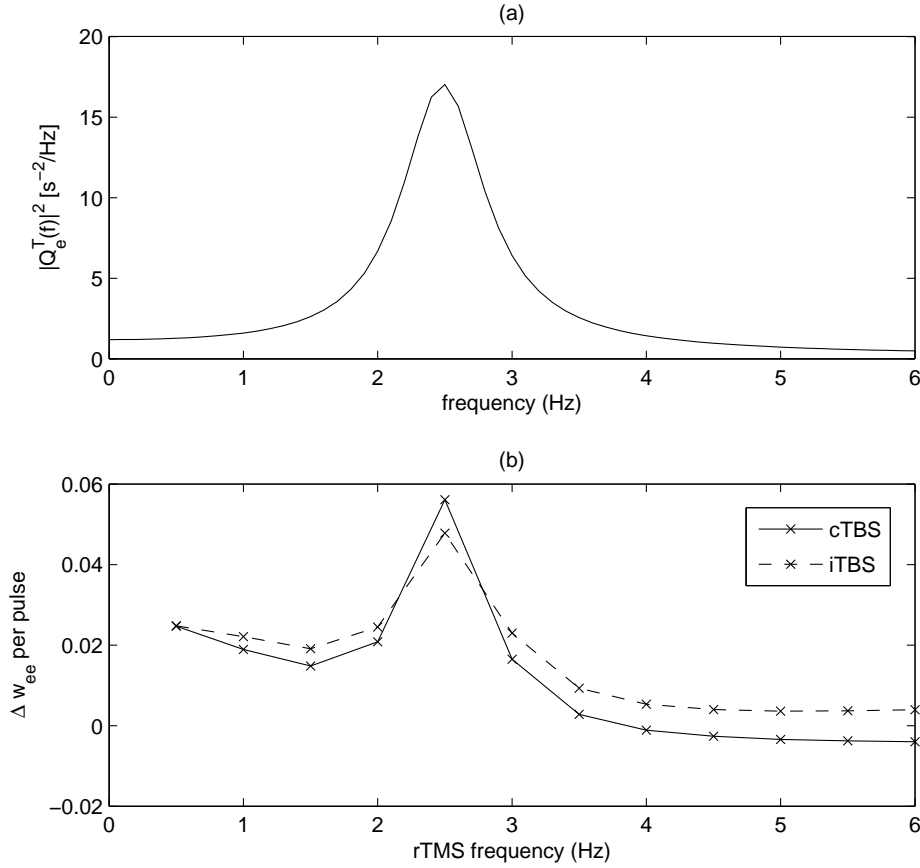 (a)
20
15
10
5
0
|Q_e^T(f)|^2 [s^{-2}/Hz]
0 1 2 3 4 5 6
frequency (Hz)
(b)
0.06
0.04
0.02
0
−0.02
Δ w_{ee} per pulse
cTBS
iTBS
0 1 2 3 4 5 6
rTMS frequency (Hz)